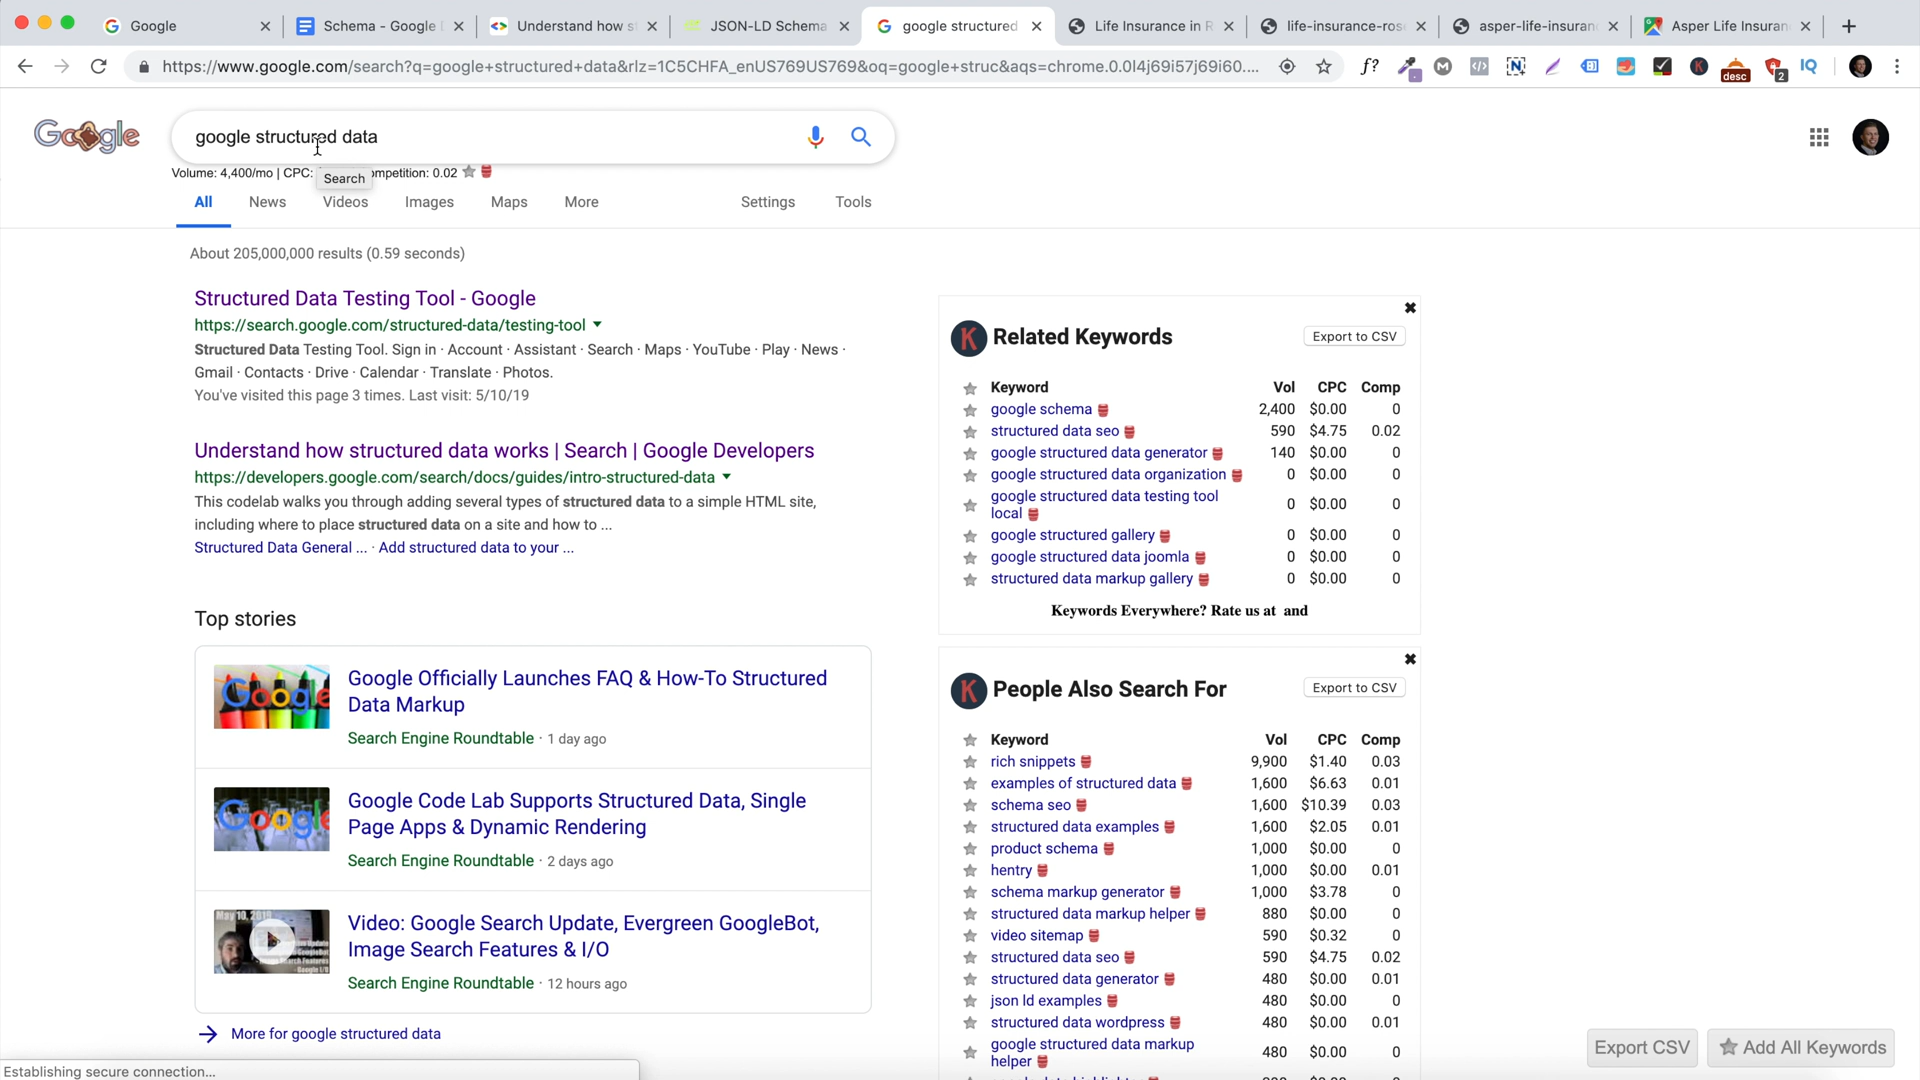 Google
Schema - Google
Understand how st
JSON-LD Schema
google structured
Life Insurance in R
life-insurance-ros
asper-life-insuran
Asper Life Insuran
https://www.google.com/search?q=google+structured+data&rlz=1C5CHFA_enUS769US769&oq=google+struc&aqs=chrome.0.0l4j69i57j69i60....
f?
desc
2
IQ
Google
google structured data
Volume: 4,400/mo | CPC:
ompetition: 0.02
Search
All
News
Videos
Images
Maps
More
Settings
Tools
About 205,000,000 results (0.59 seconds)
Structured Data Testing Tool - Google
https://search.google.com/structured-data/testing-tool
Structured Data Testing Tool. Sign in · Account · Assistant · Search · Maps · YouTube · Play · News ·
Gmail · Contacts · Drive · Calendar · Translate · Photos.
You've visited this page 3 times. Last visit: 5/10/19
Understand how structured data works | Search | Google Developers
https://developers.google.com/search/docs/guides/intro-structured-data
This codelab walks you through adding several types of structured data to a simple HTML site,
including where to place structured data on a site and how to ...
Structured Data General ... · Add structured data to your ...
Top stories
Google Officially Launches FAQ & How-To Structured
Data Markup
Search Engine Roundtable · 1 day ago
Google Code Lab Supports Structured Data, Single
Page Apps & Dynamic Rendering
Search Engine Roundtable · 2 days ago
Video: Google Search Update, Evergreen GoogleBot,
Image Search Features & I/O
Search Engine Roundtable · 12 hours ago
More for google structured data
Establishing secure connection...
K Related Keywords
Export to CSV
Keyword Vol CPC Comp
google schema 2,400 $0.00 0
structured data seo 590 $4.75 0.02
google structured data generator 140 $0.00 0
google structured data organization 0 $0.00 0
google structured data testing tool
local 0 $0.00 0
google structured gallery 0 $0.00 0
google structured data joomla 0 $0.00 0
structured data markup gallery 0 $0.00 0
Keywords Everywhere? Rate us at and
K People Also Search For
Export to CSV
Keyword Vol CPC Comp
rich snippets 9,900 $1.40 0.03
examples of structured data 1,600 $6.63 0.01
schema seo 1,600 $10.39 0.03
structured data examples 1,600 $2.05 0.01
product schema 1,000 $0.00 0
hentry 1,000 $0.00 0.01
schema markup generator 1,000 $3.78 0
structured data markup helper 880 $0.00 0
video sitemap 590 $0.32 0
structured data seo 590 $4.75 0.02
structured data generator 480 $0.00 0.01
json ld examples 480 $0.00 0
structured data wordpress 480 $0.00 0.01
google structured data markup
helper 480 $0.00 0
Export CSV
Add All Keywords